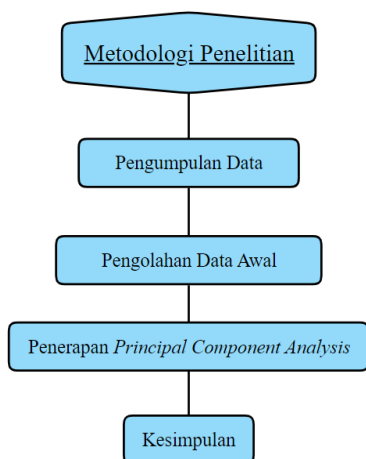 Metodologi Penelitian
Pengumpulan Data
Pengolahan Data Awal
Penerapan Principal Component Analysis
Kesimpulan